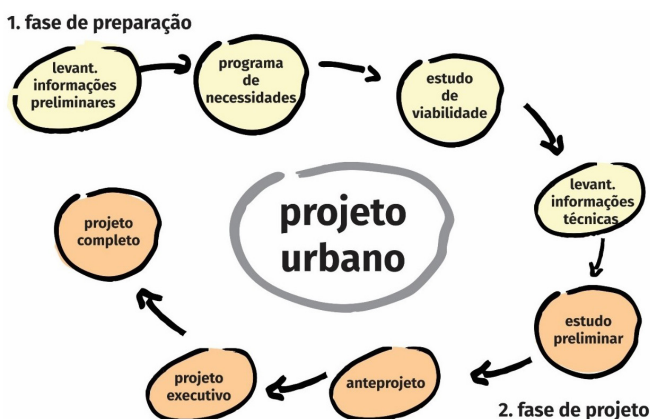 1. fase de preparação
levant.
informações
preliminares
programa
de
necessidades
estudo
de
viabilidade
levant.
informações
técnicas
estudo
preliminar
anteprojeto
projeto
executivo
projeto
completo
projeto
urbano
2. fase de projeto